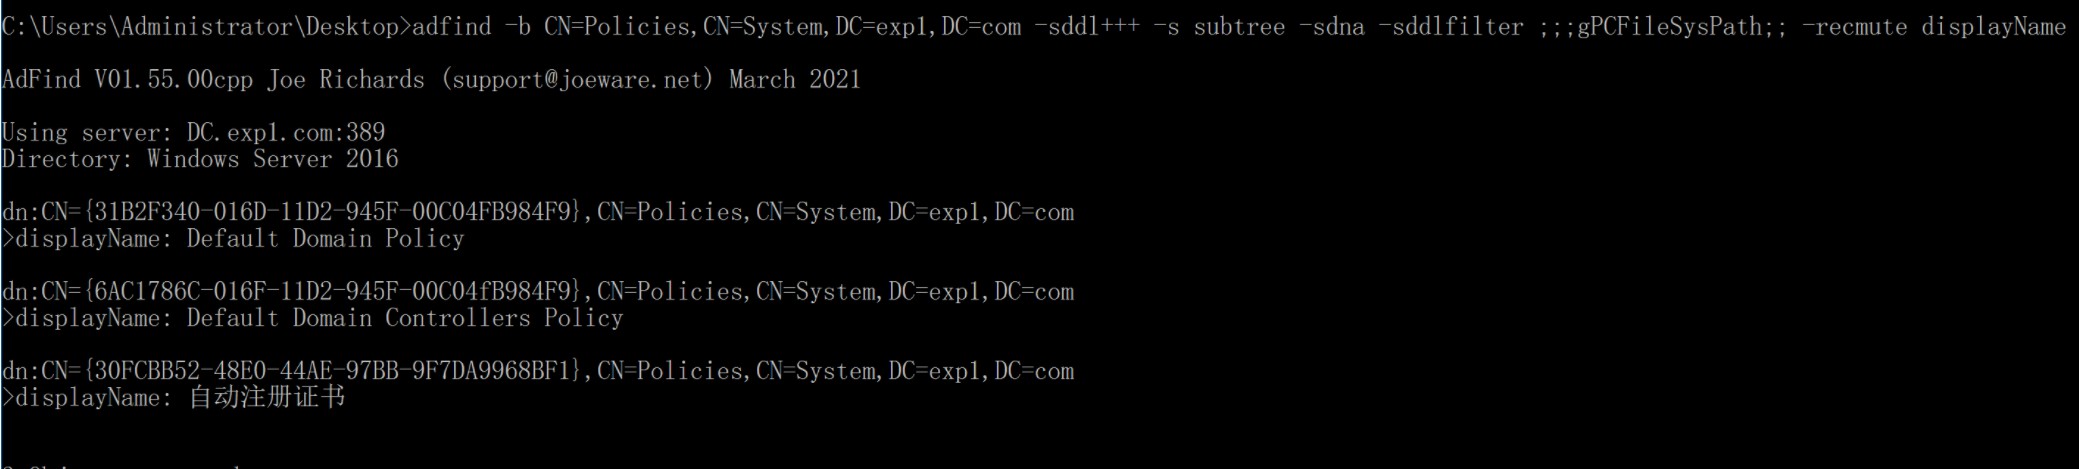 C:\Users\Administrator\Desktop>adfind -b CN=Policies,CN=System,DC=exp1,DC=com -sddl+++ -s subtree -sdna -sddlfilter ;;;gPCFileSysPath;; -recmute displayName
AdFind V01.55.00cpp Joe Richards (support@joeware.net) March 2021
Using server: DC.exp1.com:389
Directory: Windows Server 2016
dn:CN={31B2F340-016D-11D2-945F-00C04FB984F9},CN=Policies,CN=System,DC=exp1,DC=com
>displayName: Default Domain Policy
dn:CN={6AC1786C-016F-11D2-945F-00C04fB984F9},CN=Policies,CN=System,DC=exp1,DC=com
>displayName: Default Domain Controllers Policy
dn:CN={30FCBB52-48E0-44AE-97BB-9F7DA9968BF1},CN=Policies,CN=System,DC=exp1,DC=com
>displayName: 自动注册证书